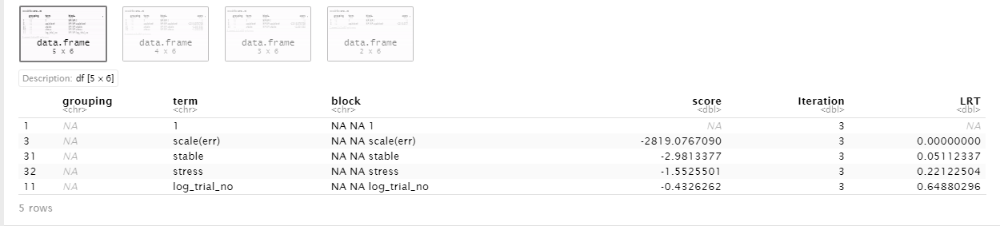 data.frame data.frame data.frame data.frame
5 x 6 4 x 6 3 x 6 2 x 6
Description: df [5 × 6]
grouping term block score Iteration LRT
<chr> <chr> <chr> <dbl> <dbl> <dbl>
1 NA 1 NA NA 1 NA 3 NA
3 NA scale(err) NA NA scale(err) -2819.0767090 3 0.00000000
31 NA stable NA NA stable -2.9813377 3 0.05112337
32 NA stress NA NA stress -1.5525501 3 0.22122504
11 NA log_trial_no NA NA log_trial_no -0.4326262 3 0.64880296
5 rows